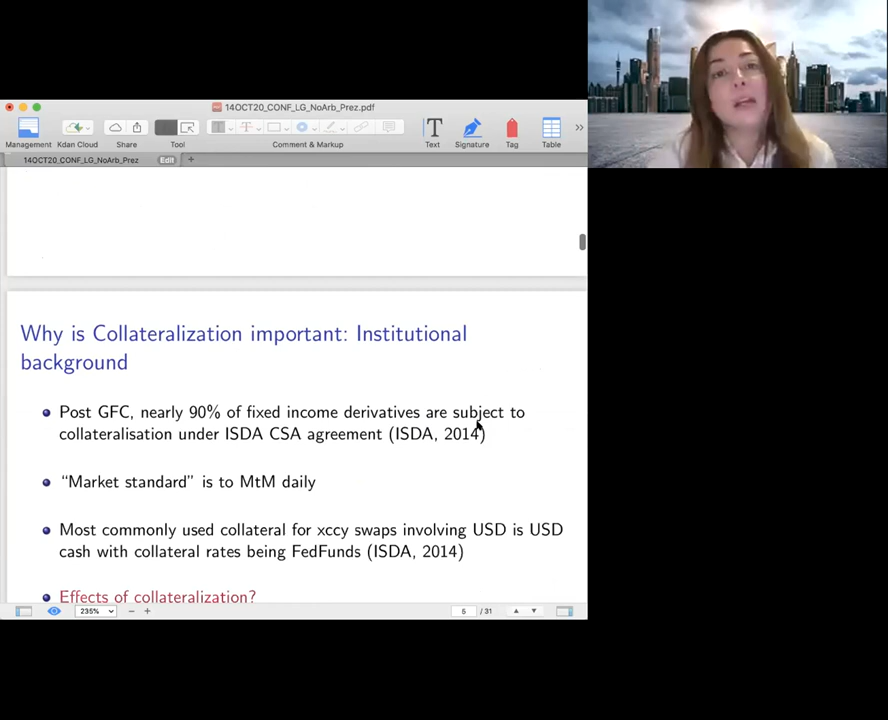 14OCT20_CONF_LG_NoArb_Prez.pdf
Management
Kdan Cloud
Share
Tool
Comment & Markup
Text
Signature
Tag
Table
14OCT20_CONF_LG_NoArb_Prez
Edit
Why is Collateralization important: Institutional
background
Post GFC, nearly 90% of fixed income derivatives are subject to
collateralisation under ISDA CSA agreement (ISDA, 2014)
“Market standard” is to MtM daily
Most commonly used collateral for xccy swaps involving USD is USD
cash with collateral rates being FedFunds (ISDA, 2014)
Effects of collateralization?
235%
5 / 31